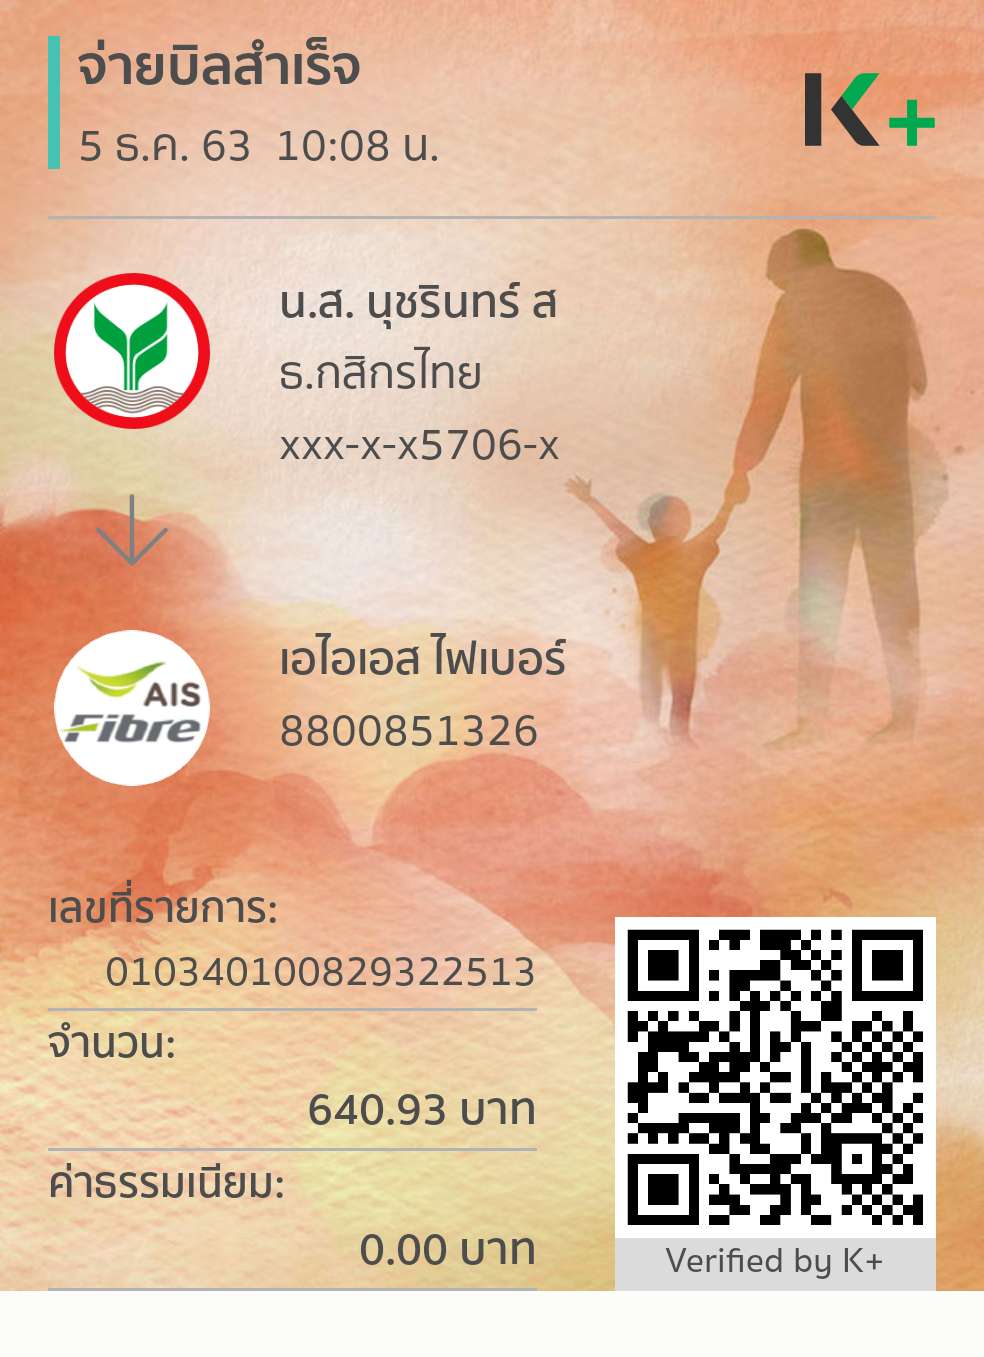 จ่ายบิลสำเร็จ
5 ธ.ค. 63 10:08 น.
K+
น.ส. นุชรินทร์ ส
ธ.กสิกรไทย
xxx-x-x5706-x
AIS
Fibre
เอไอเอส ไฟเบอร์
8800851326
เลขที่รายการ:
010340100829322513
จำนวน:
640.93 บาท
ค่าธรรมเนียม:
0.00 บาท
Verified by K+